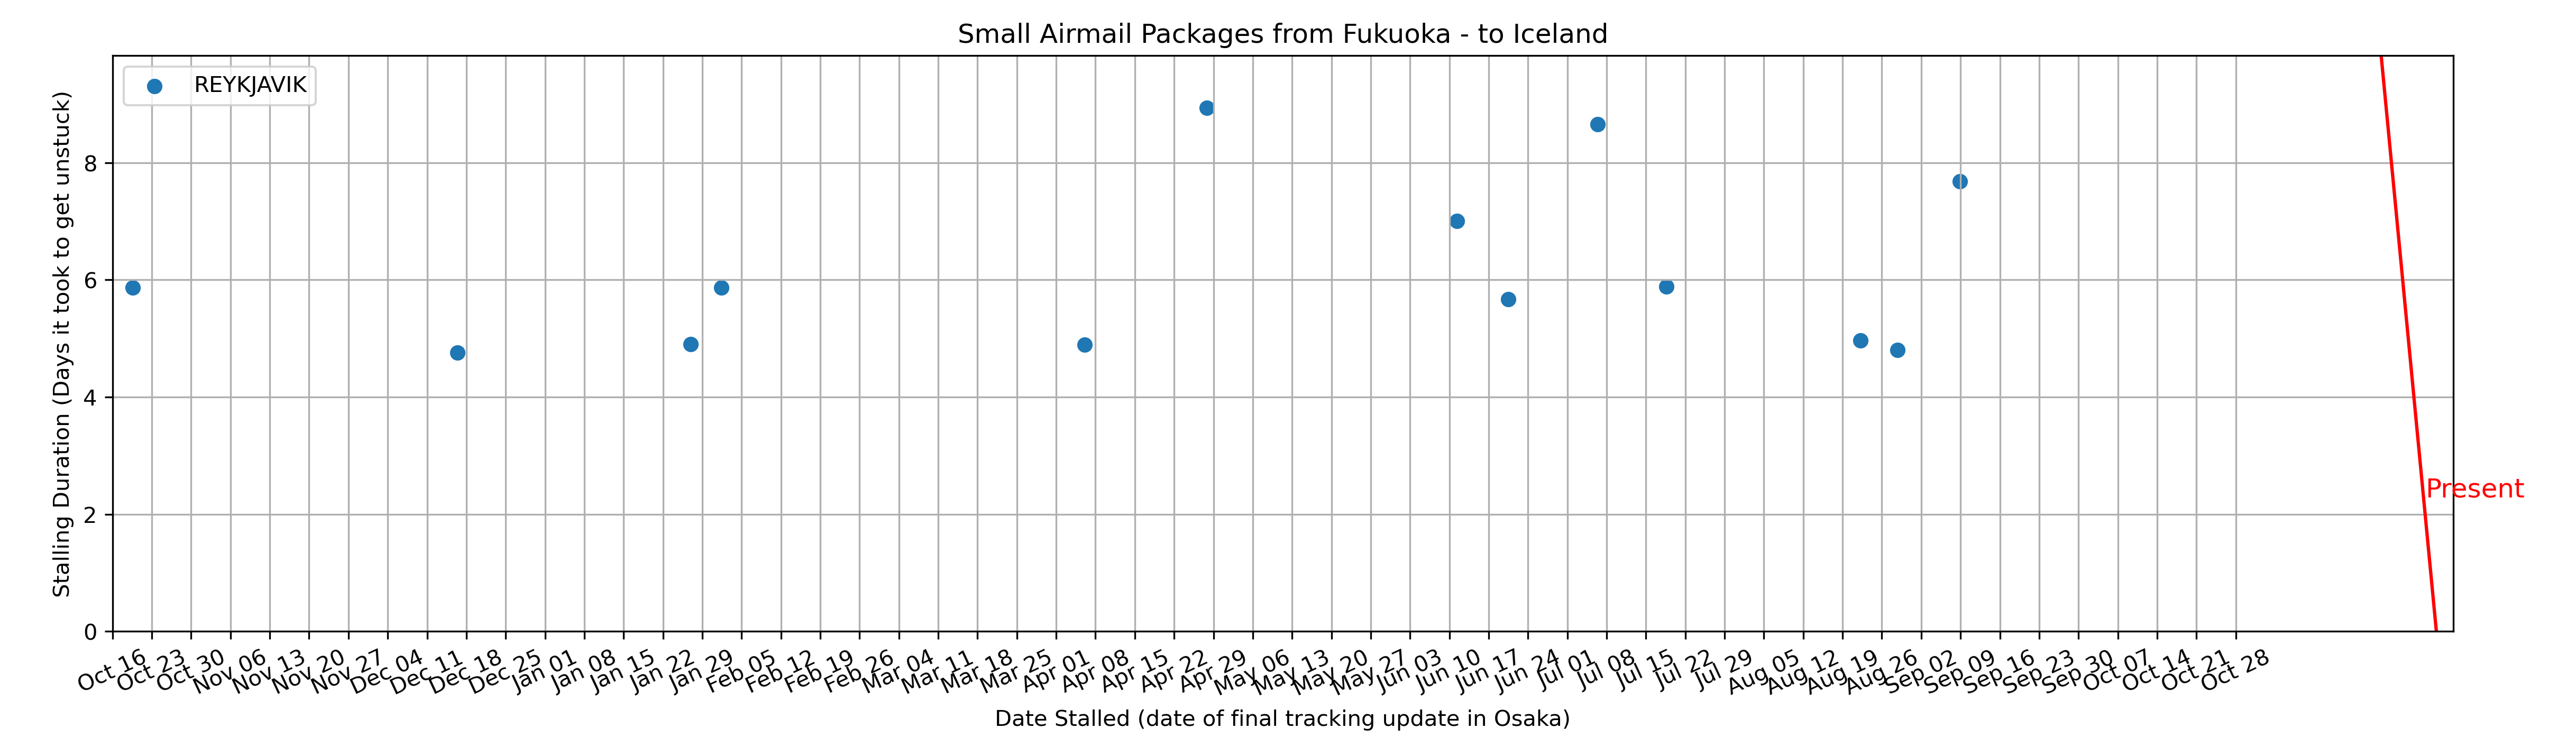 Small Airmail Packages from Fukuoka - to Iceland
REYKJAVIK
Stalling Duration (Days it took to get unstuck)
8
6
4
2
0
Present
Oct 16
Oct 23
Oct 30
Nov 06
Nov 13
Nov 20
Nov 27
Dec 04
Dec 11
Dec 18
Dec 25
Jan 01
Jan 08
Jan 15
Jan 22
Jan 29
Feb 05
Feb 12
Feb 19
Feb 26
Mar 04
Mar 11
Mar 18
Mar 25
Apr 01
Apr 08
Apr 15
Apr 22
Apr 29
May 06
May 13
May 20
May 27
Jun 03
Jun 10
Jun 17
Jun 24
Jul 01
Jul 08
Jul 15
Jul 22
Jul 29
Aug 05
Aug 12
Aug 19
Aug 26
Sep 02
Sep 09
Sep 16
Sep 23
Sep 30
Oct 07
Oct 14
Oct 21
Oct 28
Date Stalled (date of final tracking update in Osaka)